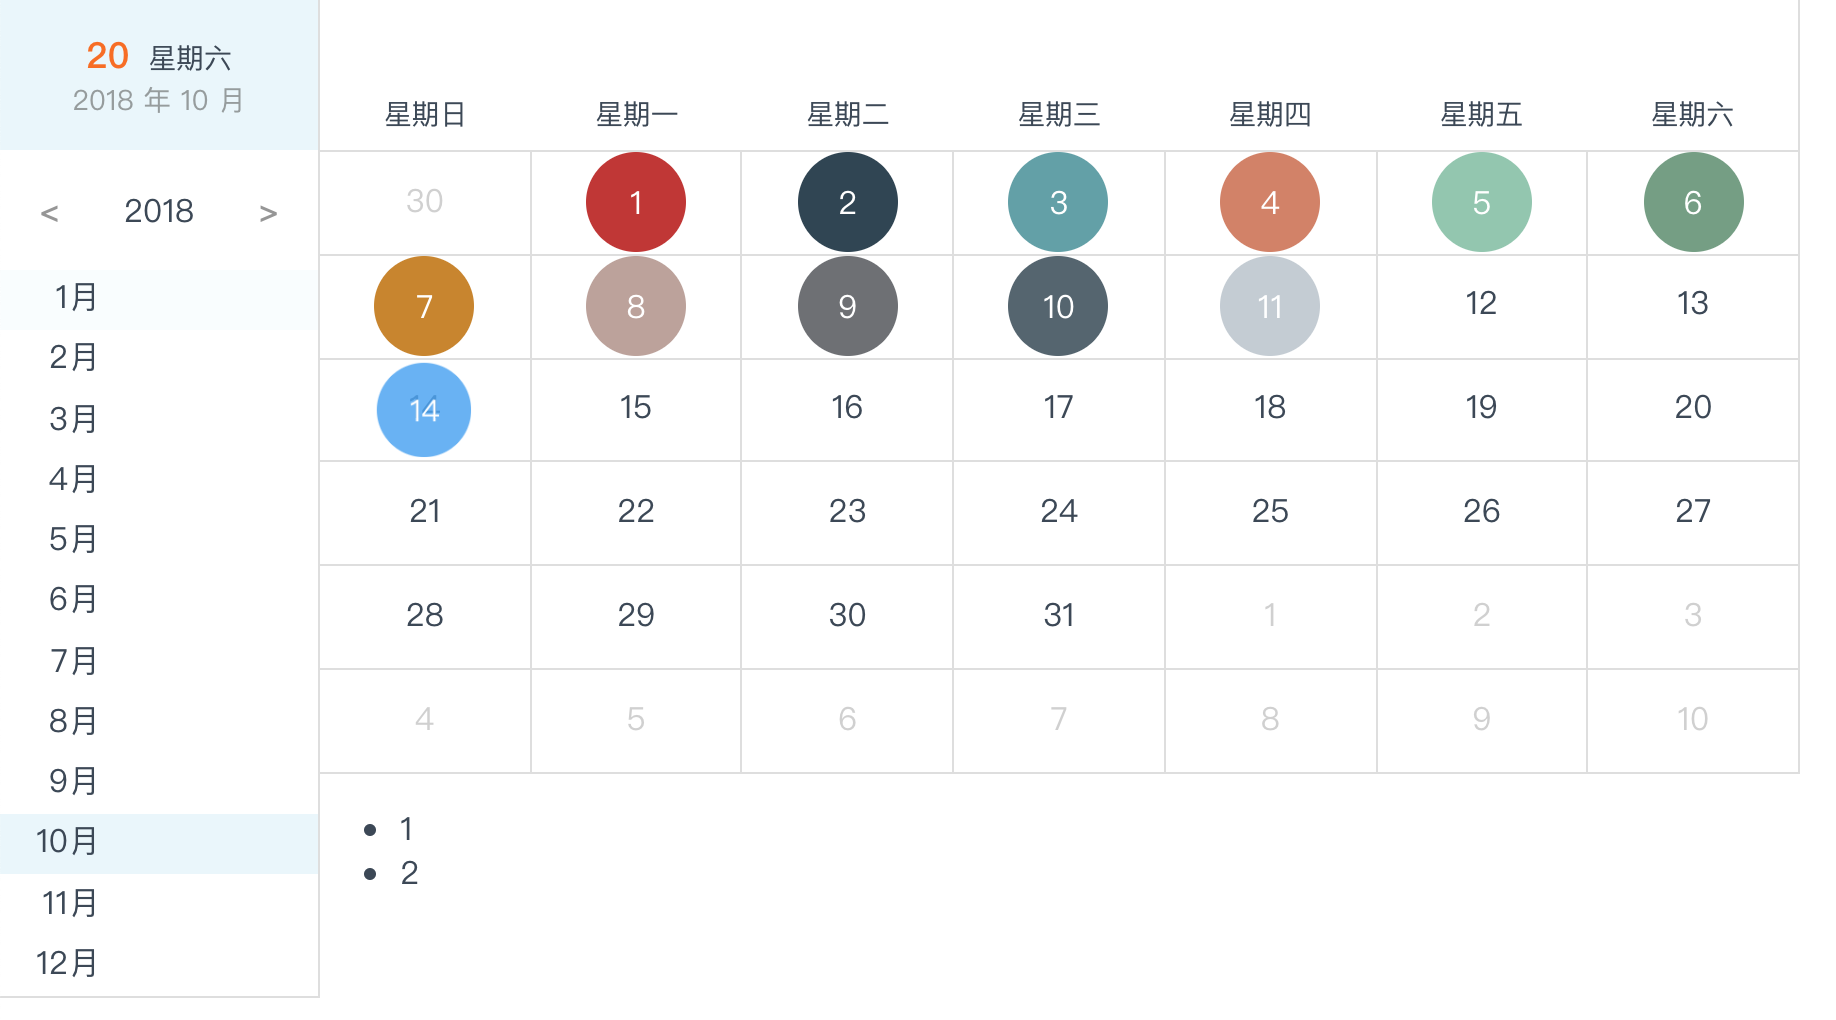 20 星期六
2018 年 10 月
< 2018 >
1月
2月
3月
4月
5月
6月
7月
8月
9月
10月
11月
12月
星期日 星期一 星期二 星期三 星期四 星期五 星期六
30 1 2 3 4 5 6
7 8 9 10 11 12 13
14 15 16 17 18 19 20
21 22 23 24 25 26 27
28 29 30 31 1 2 3
4 5 6 7 8 9 10
• 1
• 2